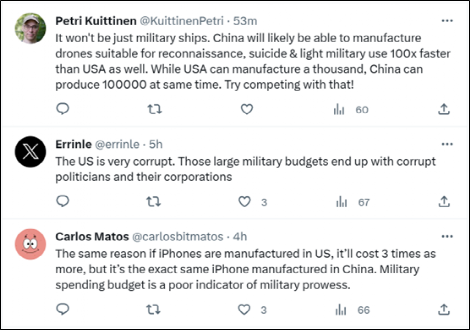 Petri Kuittinen @KuittinenPetri · 53m
It won't be just military ships. China will likely be able to manufacture
drones suitable for reconnaissance, suicide & light military use 100x faster
than USA as well. While USA can manufacture a thousand, China can
produce 100000 at same time. Try competing with that!
60
Errinle @errinle · 5h
The US is very corrupt. Those large military budgets end up with corrupt
politicians and their corporations
3 67
Carlos Matos @carlosbitmatos · 4h
The same reason if iPhones are manufactured in US, it'll cost 3 times as
more, but it's the exact same iPhone manufactured in China. Military
spending budget is a poor indicator of military prowess.
3 66